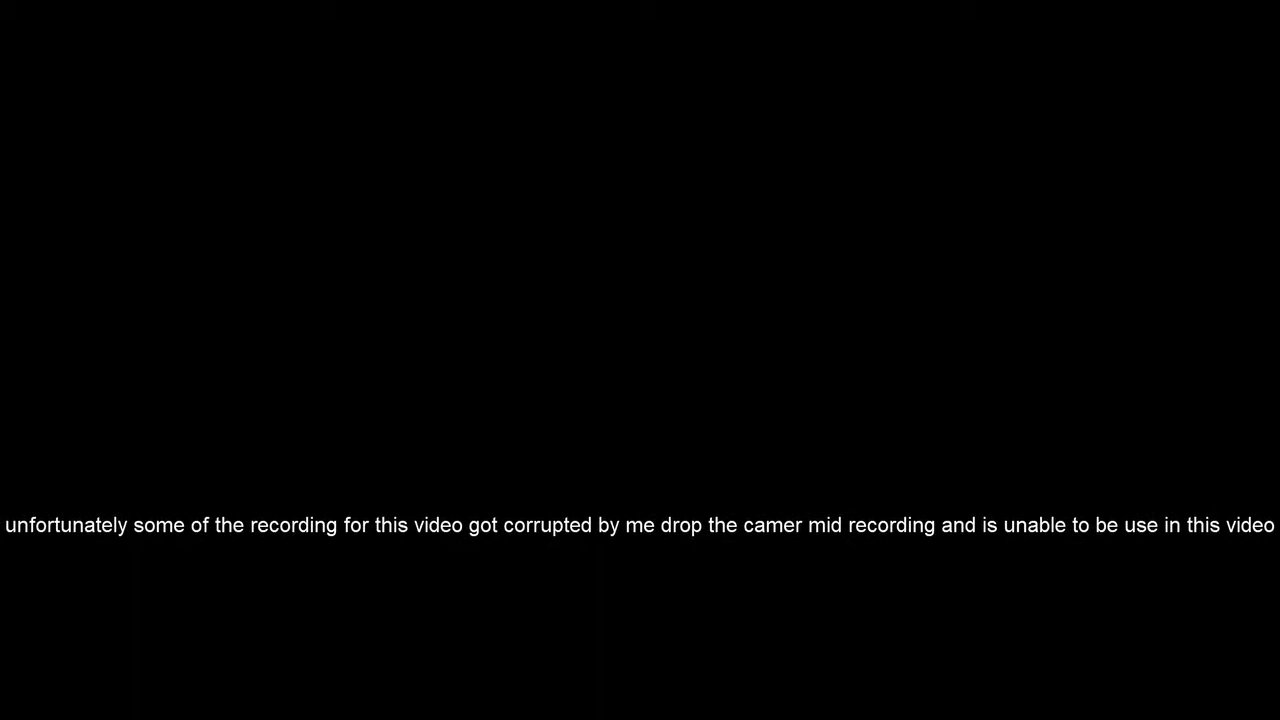 unfortunately some of the recording for this video got corrupted by me drop the camer mid recording and is unable to be use in this video